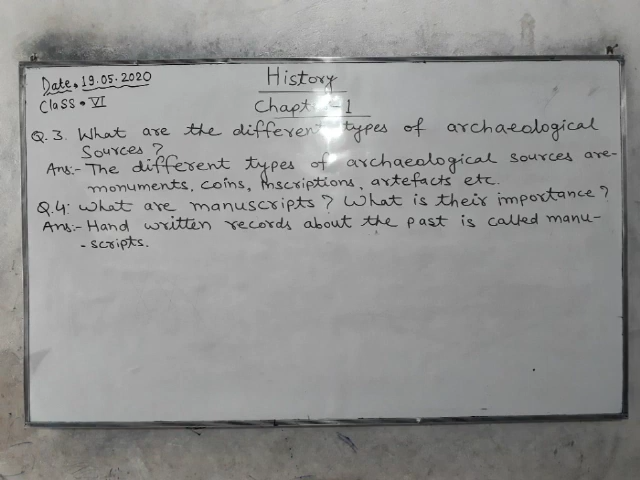 Date. 19.05.2020
History
Class. VI
Chapter-1
Q.3. What are the different types of archaeological
Sources?
Ans:- The different types of archaeological sources are-
monuments, coins, inscriptions, artefacts etc.
Q.4: What are manuscripts? What is their importance?
Ans:- Hand written records about the past is called manu-
-scripts.